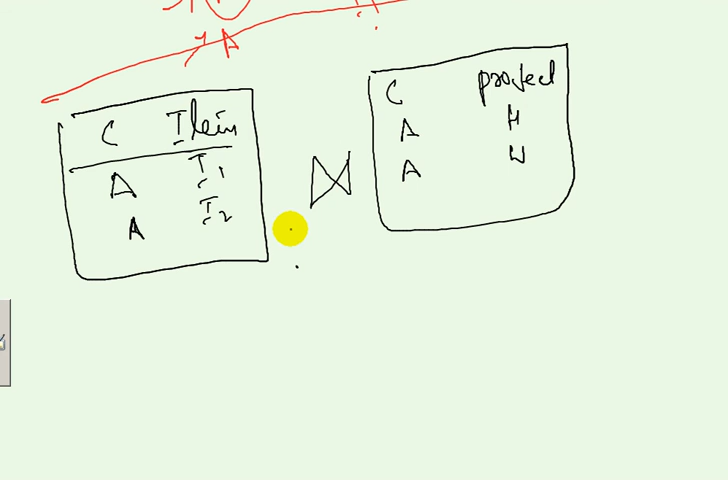 A
C Item
A I1
A I2
⋈
C project
A H
A W